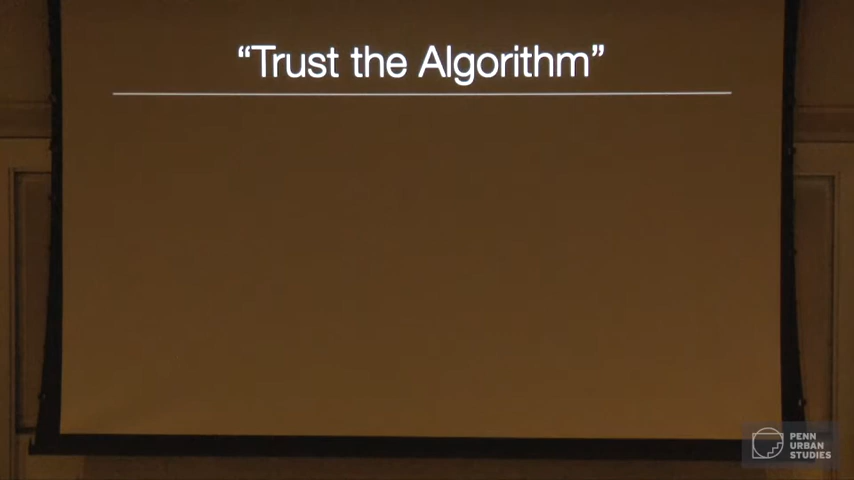 “Trust the Algorithm”
PENN
URBAN
STUDIES